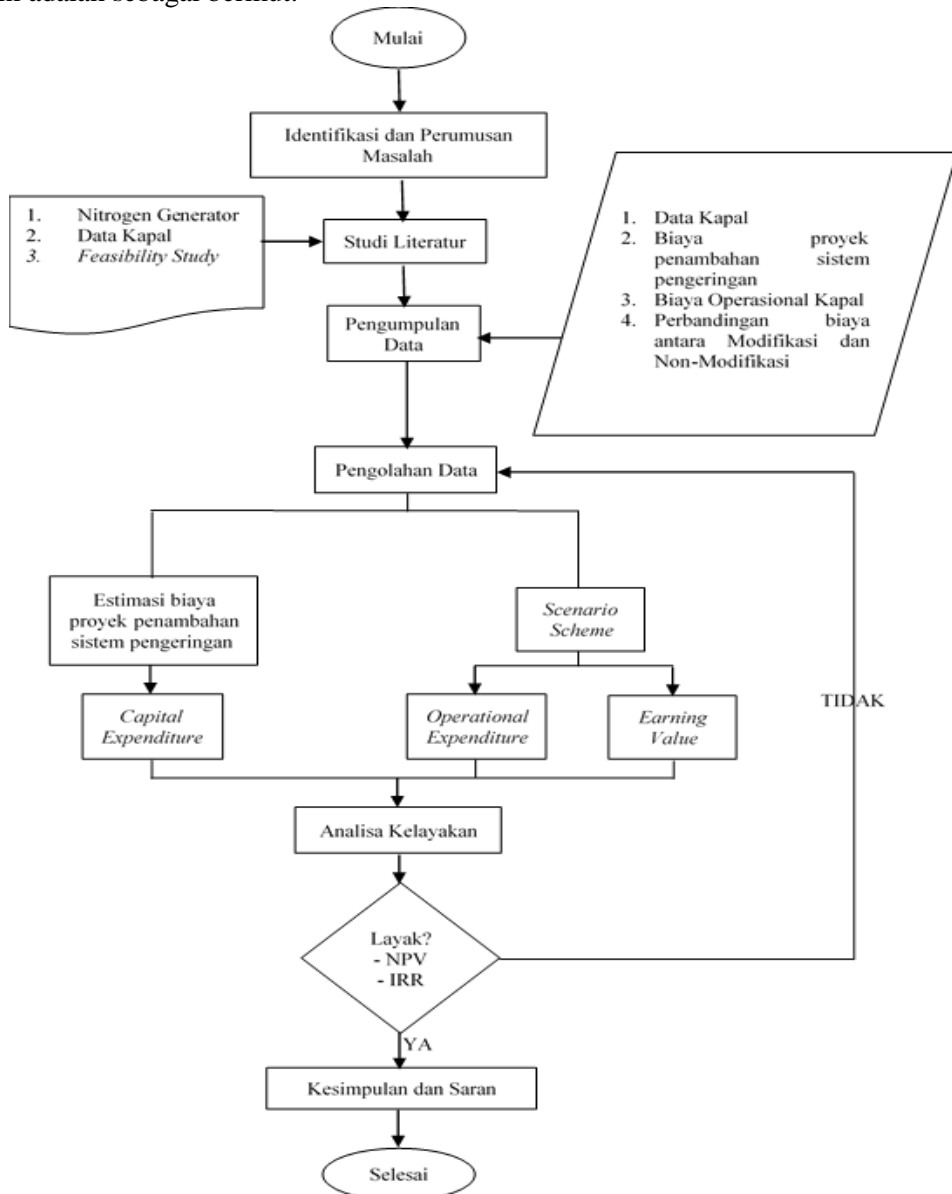 adalah sebagai berikut.
Mulai
Identifikasi dan Perumusan
Masalah
1. Nitrogen Generator
2. Data Kapal
3. Feasibility Study
Studi Literatur
1. Data Kapal
2. Biaya proyek
penambahan sistem
pengeringan
3. Biaya Operasional Kapal
4. Perbandingan biaya
antara Modifikasi dan
Non-Modifikasi
Pengumpulan
Data
Pengolahan Data
Estimasi biaya
proyek penambahan
sistem pengeringan
Scenario
Scheme
Capital
Expenditure
Operational
Expenditure
Earning
Value
TIDAK
Analisa Kelayakan
Layak?
- NPV
- IRR
YA
Kesimpulan dan Saran
Selesai